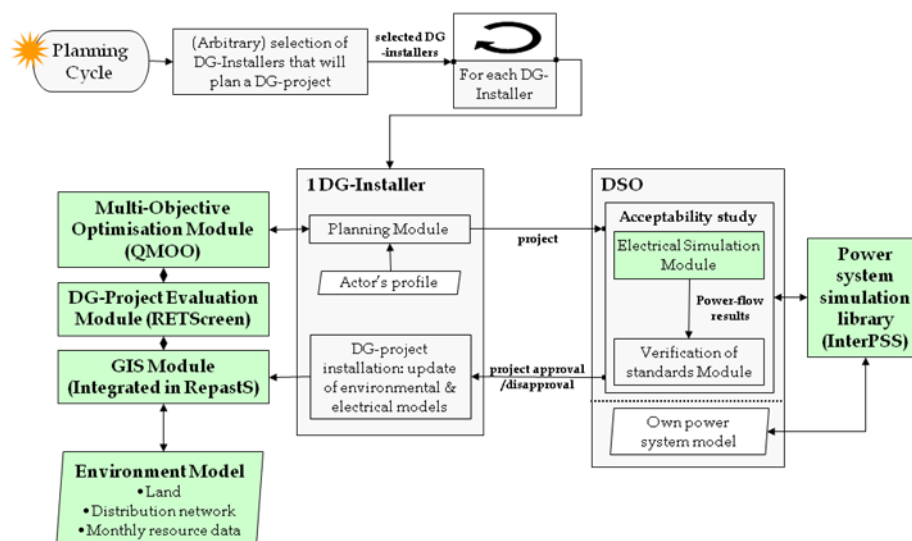 Planning
Cycle
(Arbitrary) selection of
DG-Installers that will
plan a DG-project
selected DG
-installers
For each DG-
Installer
1 DG-Installer
Planning Module
Actor's profile
DG-project
installation: update
of environmental &
electrical models
Multi-Objective
Optimisation Module
(QMOO)
DG-Project Evaluation
Module (RETScreen)
GIS Module
(Integrated in RepastS)
Environment Model
• Land
• Distribution network
• Monthly resource data
project
project approval
/disapproval
DSO
Acceptability study
Electrical Simulation
Module
Power-flow
results
Verification of
standards Module
Own power
system model
Power
system
simulation
library
(InterPSS)